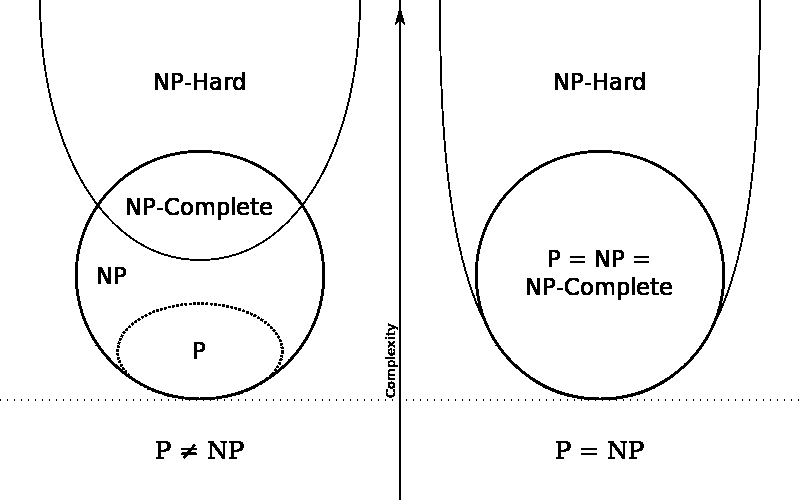 NP-Hard
NP-Complete
NP
P
P ≠ NP
Complexity
NP-Hard
P = NP =
NP-Complete
P = NP